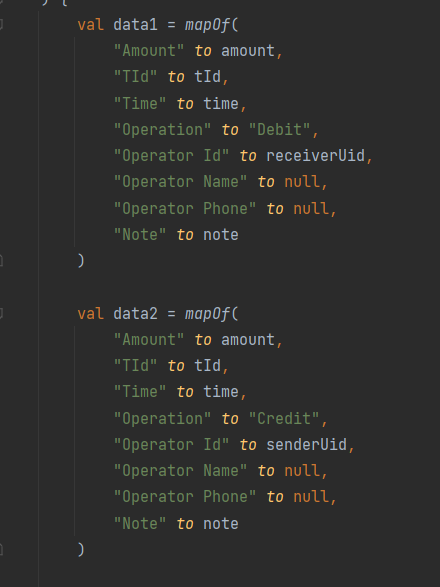 ) {
val data1 = mapOf(
"Amount" to amount,
"TId" to tId,
"Time" to time,
"Operation" to "Debit",
"Operator Id" to receiverUid,
"Operator Name" to null,
"Operator Phone" to null,
"Note" to note
)
val data2 = mapOf(
"Amount" to amount,
"TId" to tId,
"Time" to time,
"Operation" to "Credit",
"Operator Id" to senderUid,
"Operator Name" to null,
"Operator Phone" to null,
"Note" to note
)